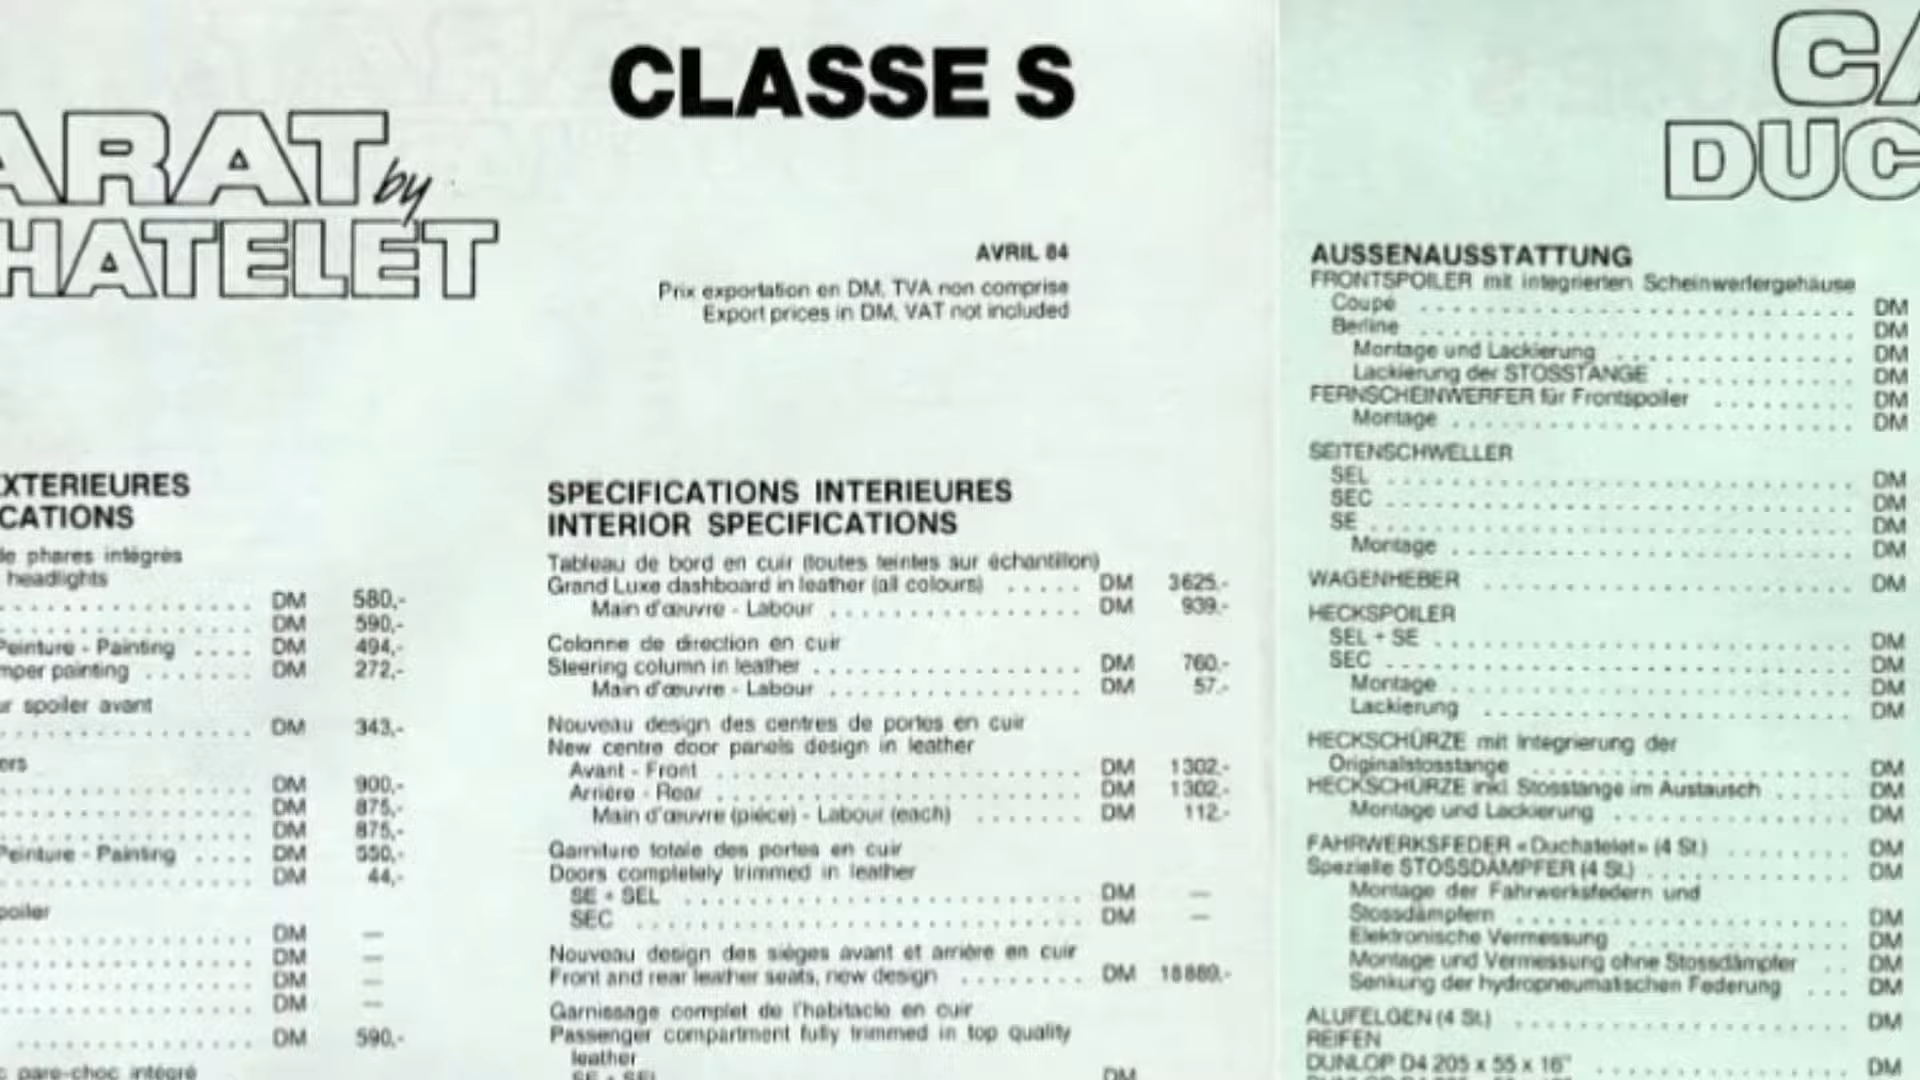 CLASSE S
ARAT by
HATELET
AVRIL 84
Prix exportation en DM, TVA non comprise
Export prices in DM, VAT not included
XTERIEURES
CATIONS
de phares intégrés
headlights
DM 580,-
DM 590,-
Peinture - Painting .... DM 494,-
mper painting ....... DM 272,-
ur spoiler avant
DM 343,-
ers
DM 900,-
DM 875,-
DM 875,-
Peinture - Painting .... DM 550,-
DM 44,-
poiler
DM —
DM —
DM —
DM —
DM 590,-
c pare-choc intégré
SPECIFICATIONS INTERIEURES
INTERIOR SPECIFICATIONS
Tableau de bord en cuir (toutes teintes sur échantillon)
Grand Luxe dashboard in leather (all colours) ..... DM 3625.-
Main d'œuvre - Labour ............ DM 939.-
Colonne de direction en cuir
Steering column in leather ............ DM 760.-
Main d'œuvre - Labour ............ DM 57.-
Nouveau design des centres de portes en cuir
New centre door panels design in leather
Avant - Front ............ DM 1302.-
Arrière - Rear ............ DM 1302.-
Main d'œuvre (pièce) - Labour (each) ....... DM 112.-
Garniture totale des portes en cuir
Doors completely trimmed in leather
SE + SEL ............ DM —
SEC ............ DM —
Nouveau design des sièges avant et arrière en cuir
Front and rear leather seats, new design ........ DM 18889.-
Garnissage complet de l'habitacle en cuir
Passenger compartment fully trimmed in top quality
leather
SE + SEL DM
CA
DUC
AUSSENAUSSTATTUNG
FRONTSPOILER mit integrierten Scheinwerfergehäuse
Coupé ............ DM
Berline ............ DM
Montage und Lackierung ............ DM
Lackierung der STOSSTANGE ......... DM
FERNSCHEINWERFER für Frontspoiler ....... DM
Montage ............ DM
SEITENSCHWELLER
SEL ............ DM
SEC ............ DM
SE ............ DM
Montage ............ DM
WAGENHEBER ............ DM
HECKSPOILER
SEL + SE ............ DM
SEC ............ DM
Montage ............ DM
Lackierung ............ DM
HECKSCHÜRZE mit Integrierung der
Originalstosstange ............ DM
HECKSCHÜRZE inkl. Stosstange im Austausch ..... DM
Montage und Lackierung ............ DM
FAHRWERKSFEDER «Duchatelet» (4 St.) ........ DM
Spezielle STOSSDÄMPFER (4 St.) ............ DM
Montage der Fahrwerksfedern und
Stossdämpfern ............ DM
Elektronische Vermessung ............ DM
Montage und Vermessung ohne Stossdämpfer .. DM
Senkung der hydropneumatischen Federung ... DM
ALUFELGEN (4 St.) ............ DM
REIFEN
DUNLOP D4 205 x 55 x 16" ............ DM